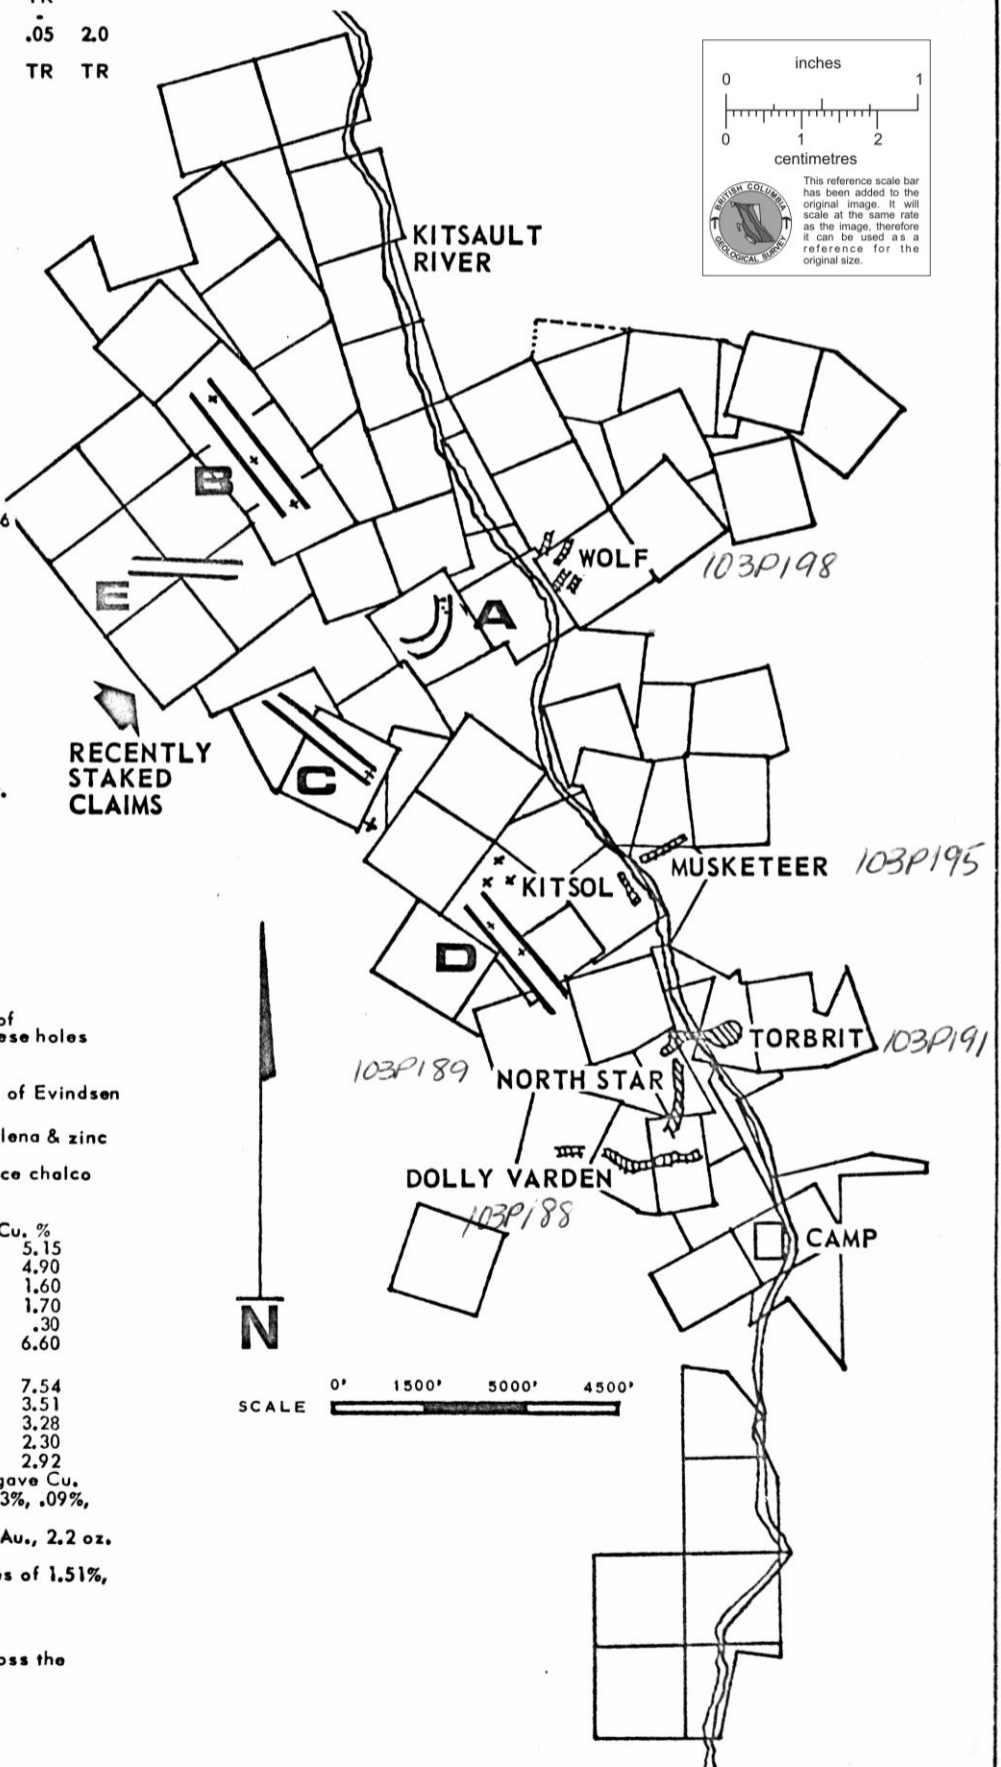 .05 2.0
TR TR
inches
0 1
0 1 2
centimetres
BRITISH COLUMBIA
GEOLOGICAL SURVEY
This reference scale bar
has been added to the
original image. It will
scale at the same rate
as the image, therefore
it can be used as a
reference for the
original size.
KITSAULT
RIVER
B
6
E
WOLF
103P198
A
RECENTLY
STAKED
CLAIMS
C
MUSKETEER 103P195
KITSOL
D
TORBRIT 103P191
103P189
NORTH STAR
DOLLY VARDEN
103P188
CAMP
of
ese holes
of Evindsen
lena & zinc
ce chalco
Cu. %
5.15
4.90
1.60
1.70
.30
6.60
7.54
3.51
3.28
2.30
2.92
gave Cu.
3%, .09%,
Au., 2.2 oz.
es of 1.51%,
oss the
N
0' 1500' 5000' 4500'
SCALE